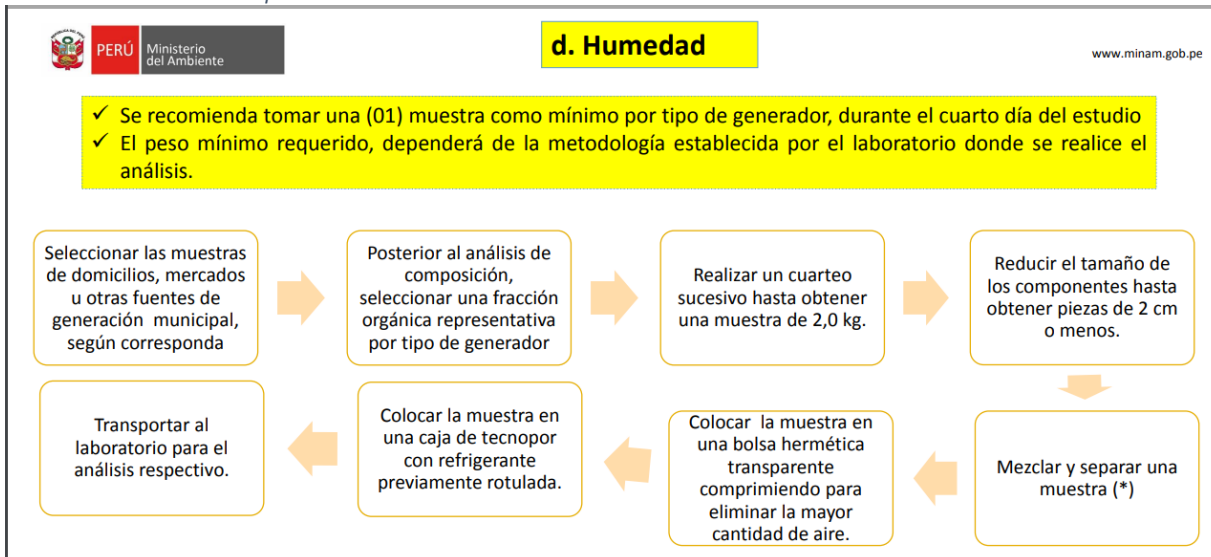 PERÚ
Ministerio
del Ambiente
d. Humedad
www.minam.gob.pe
✓ Se recomienda tomar una (01) muestra como mínimo por tipo de generador, durante el cuarto día del estudio
✓ El peso mínimo requerido, dependerá de la metodología establecida por el laboratorio donde se realice el
análisis.
Seleccionar las muestras
de domicilios, mercados
u otras fuentes de
generación municipal,
según corresponda
Posterior al análisis de
composición,
seleccionar una fracción
orgánica representativa
por tipo de generador
Realizar un cuarteo
sucesivo hasta obtener
una muestra de 2,0 kg.
Reducir el tamaño de
los componentes hasta
obtener piezas de 2 cm
o menos.
Mezclar y separar una
muestra (*)
Colocar la muestra en
una bolsa hermética
transparente
comprimiendo para
eliminar la mayor
cantidad de aire.
Colocar la muestra en
una caja de tecnopor
con refrigerante
previamente rotulada.
Transportar al
laboratorio para el
análisis respectivo.